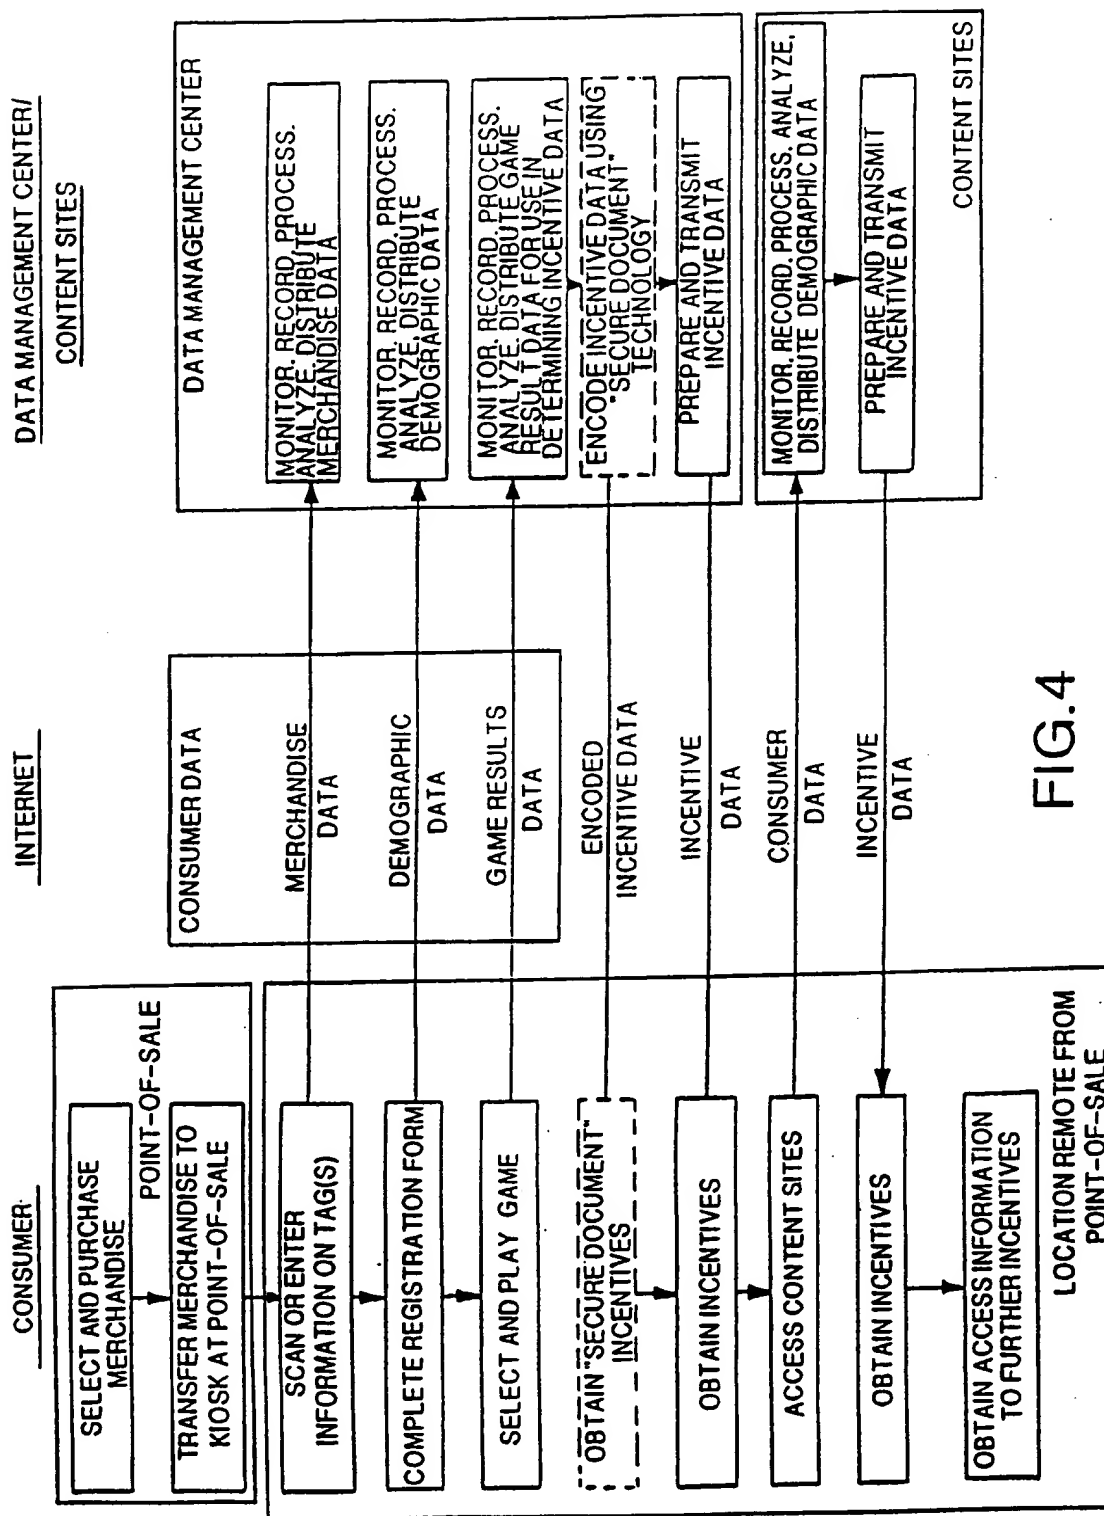 CONSUMER
INTERNET
DATA MANAGEMENT CENTER/
CONTENT SITES
SELECT AND PURCHASE
MERCHANDISE
POINT-OF-SALE
TRANSFER MERCHANDISE TO
KIOSK AT POINT-OF-SALE
SCAN OR ENTER
INFORMATION ON TAG(S)
COMPLETE REGISTRATION FORM
SELECT AND PLAY GAME
OBTAIN "SECURE DOCUMENT"
INCENTIVES
OBTAIN INCENTIVES
ACCESS CONTENT SITES
OBTAIN INCENTIVES
OBTAIN ACCESS INFORMATION
TO FURTHER INCENTIVES
LOCATION REMOTE FROM
POINT-OF-SALE
CONSUMER DATA
MERCHANDISE
DATA
DEMOGRAPHIC
DATA
GAME RESULTS
DATA
ENCODED
INCENTIVE DATA
INCENTIVE
DATA
CONSUMER
DATA
INCENTIVE
DATA
DATA MANAGEMENT CENTER
MONITOR, RECORD, PROCESS,
ANALYZE, DISTRIBUTE
MERCHANDISE DATA
MONITOR, RECORD, PROCESS,
ANALYZE, DISTRIBUTE
DEMOGRAPHIC DATA
MONITOR, RECORD, PROCESS,
ANALYZE, DISTRIBUTE GAME
RESULT DATA FOR USE IN
DETERMINING INCENTIVE DATA
ENCODE INCENTIVE DATA USING
"SECURE DOCUMENT"
TECHNOLOGY
PREPARE AND TRANSMIT
INCENTIVE DATA
MONITOR, RECORD, PROCESS, ANALYZE,
DISTRIBUTE DEMOGRAPHIC DATA
PREPARE AND TRANSMIT
INCENTIVE DATA
CONTENT SITES
FIG.4